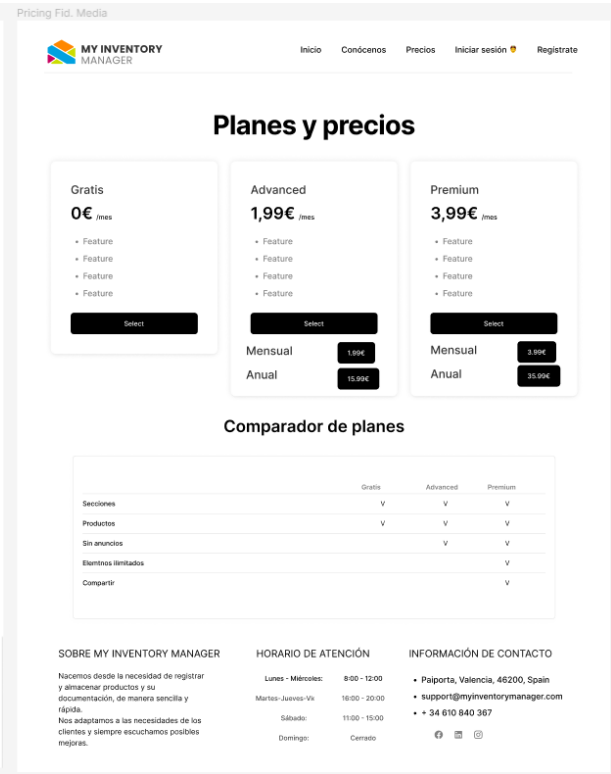 Pricing Fid. Media
MY INVENTORY
MANAGER
Inicio Conócenos Precios Iniciar sesión Regístrate
Planes y precios
Gratis
0€ /mes
• Feature
• Feature
• Feature
• Feature
Select
Advanced
1,99€ /mes
• Feature
• Feature
• Feature
• Feature
Select
Mensual 1.99€
Anual 15.99€
Premium
3,99€ /mes
• Feature
• Feature
• Feature
• Feature
Select
Mensual 3.99€
Anual 35.99€
Comparador de planes
Gratis Advanced Premium
Secciones V V V
Productos V V V
Sin anuncios V V
Elemtnos ilimitados V
Compartir V
SOBRE MY INVENTORY MANAGER
Nacemos desde la necesidad de registrar
y almacenar productos y su
documentación, de manera sencilla y
rápida.
Nos adaptamos a las necesidades de los
clientes y siempre escuchamos posibles
mejoras.
HORARIO DE ATENCIÓN
Lunes - Miércoles: 8:00 - 12:00
Martes-Jueves-Vi 16:00 - 20:00
Sábado: 11:00 - 15:00
Domingo: Cerrado
INFORMACIÓN DE CONTACTO
• Paiporta, Valencia, 46200, Spain
• support@myinventorymanager.com
• + 34 610 840 367